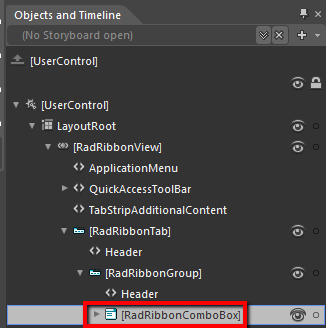 Objects and Timeline
(No Storyboard open)
[UserControl]
[UserControl]
LayoutRoot
[RadRibbonView]
ApplicationMenu
QuickAccessToolBar
TabStripAdditionalContent
[RadRibbonTab]
Header
[RadRibbonGroup]
Header
[RadRibbonComboBox]